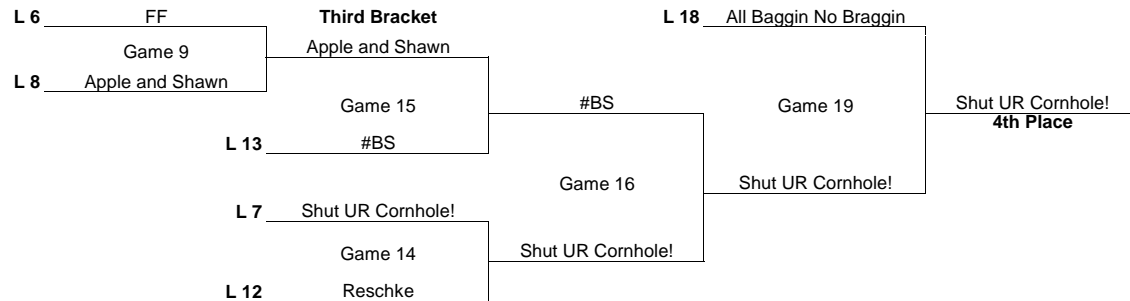 L 6 FF Third Bracket L 18 All Baggin No Braggin
Game 9 Apple and Shawn
L 8 Apple and Shawn
Game 15 #BS Game 19 Shut UR Cornhole!
4th Place
L 13 #BS
Game 16 Shut UR Cornhole!
L 7 Shut UR Cornhole!
Game 14 Shut UR Cornhole!
L 12 Reschke